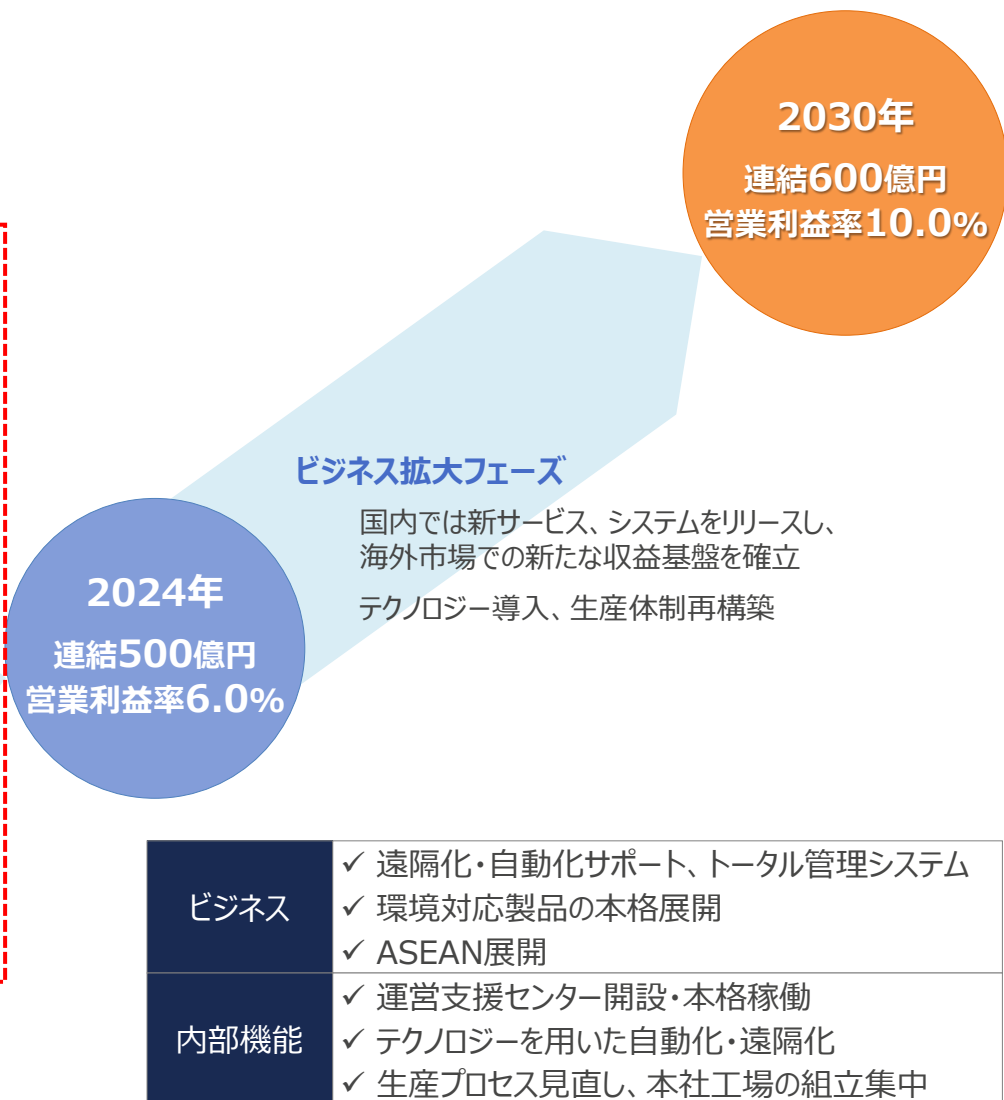 2030年
連結600億円
営業利益率10.0%
ビジネス拡大フェーズ
国内では新サービス、システムをリリースし、
海外市場での新たな収益基盤を確立
テクノロジー導入、生産体制再構築
2024年
連結500億円
営業利益率6.0%
ビジネス
✓ 遠隔化・自動化サポート、トータル管理システム
✓ 環境対応製品の本格展開
✓ ASEAN展開
内部機能
✓ 運営支援センター開設・本格稼働
✓ テクノロジーを用いた自動化・遠隔化
✓ 生産プロセス見直し、本社工場の組立集中